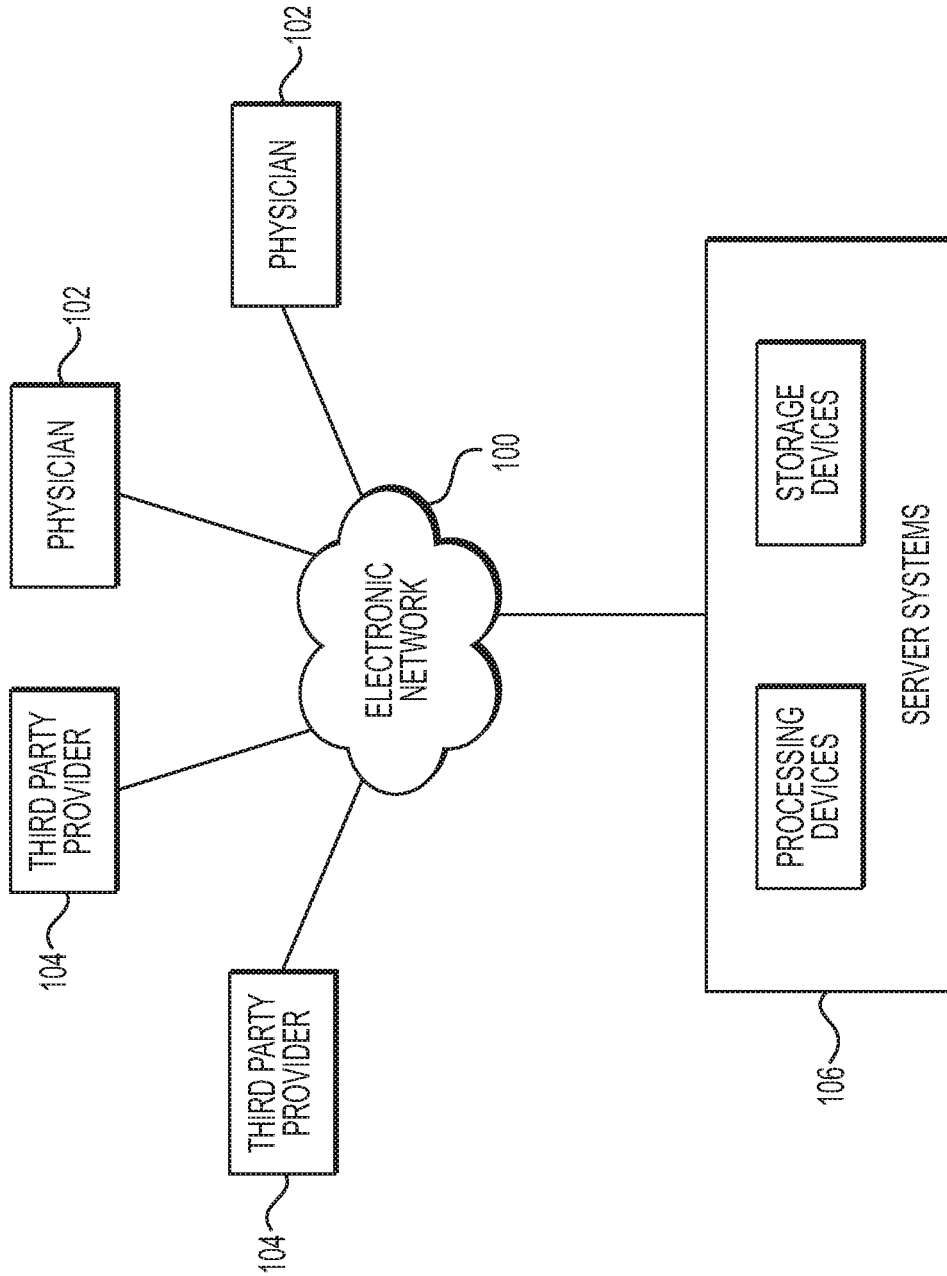 102
PHYSICIAN
102
PHYSICIAN
THIRD PARTY
PROVIDER
104
THIRD PARTY
PROVIDER
104
100
ELECTRONIC
NETWORK
PROCESSING
DEVICES
STORAGE
DEVICES
SERVER SYSTEMS
106